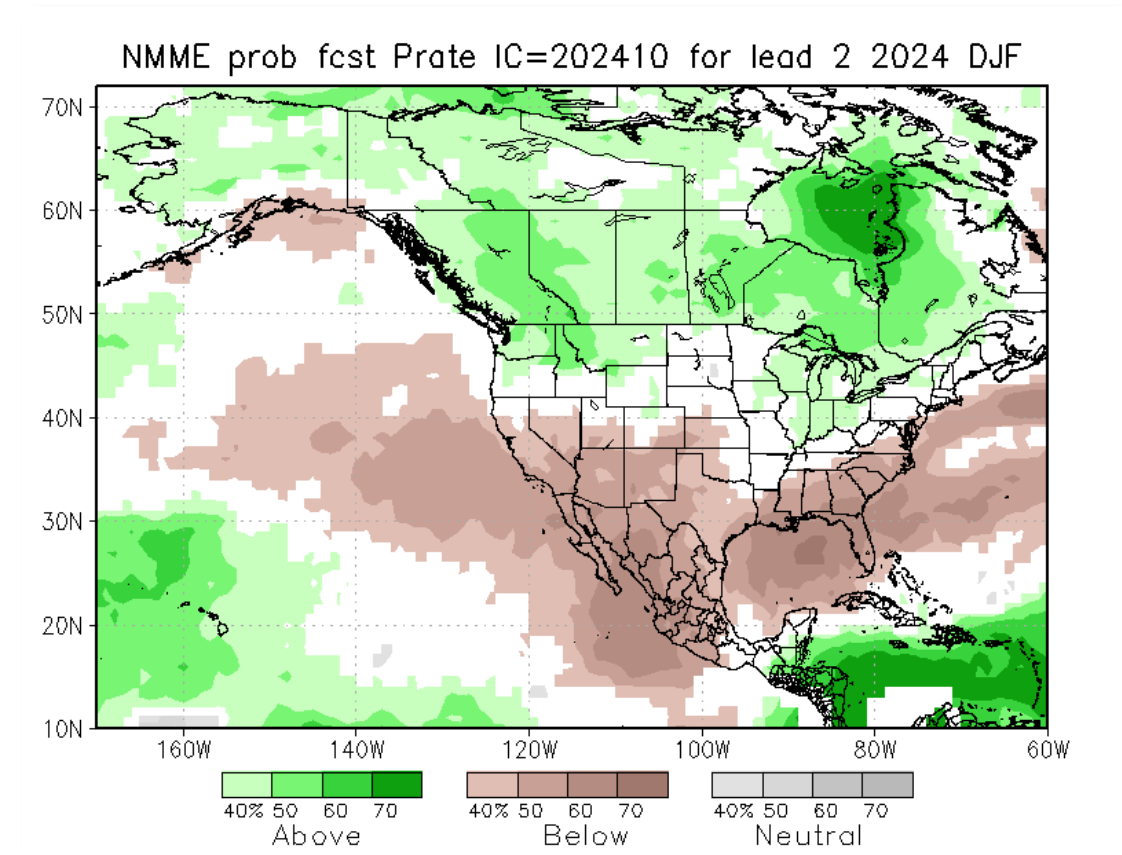 NMME prob fcst Prate IC=202410 for lead 2 2024 DJF
70N
60N
50N
40N
30N
20N
10N
160W 140W 120W 100W 80W 60W
40% 50 60 70 40% 50 60 70 40% 50 60 70
Above Below Neutral